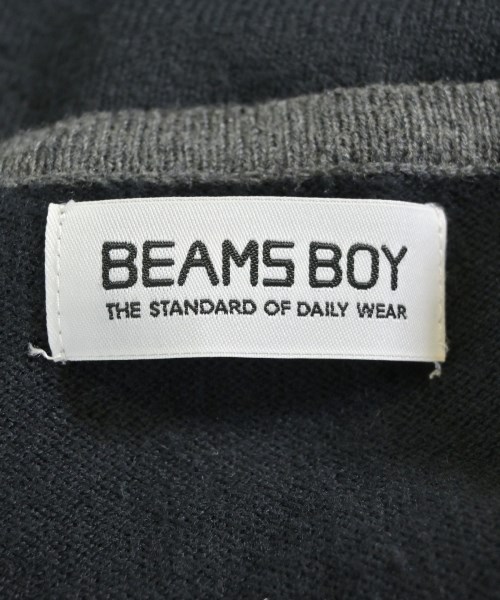 BEAMS BOY
THE STANDARD OF DAILY WEAR